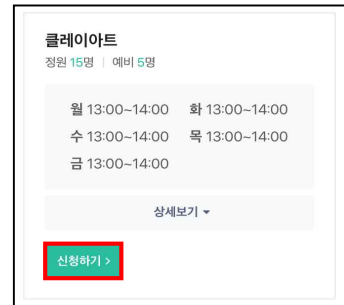 클레이아트
정원 15명 | 예비 5명
월 13:00~14:00 화 13:00~14:00
수 13:00~14:00 목 13:00~14:00
금 13:00~14:00
상세보기 ▾
신청하기 >